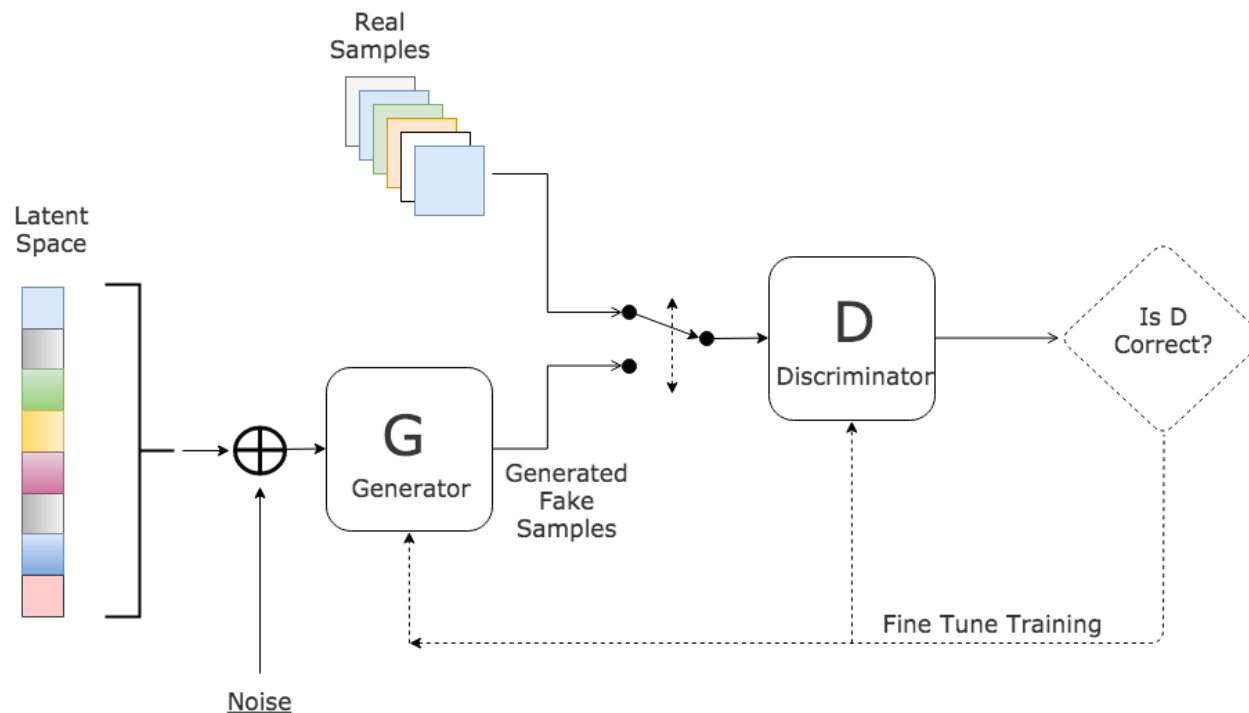 Real
Samples
Latent
Space
D
Discriminator
Is D
Correct?
G
Generator
Generated
Fake
Samples
Fine Tune Training
Noise